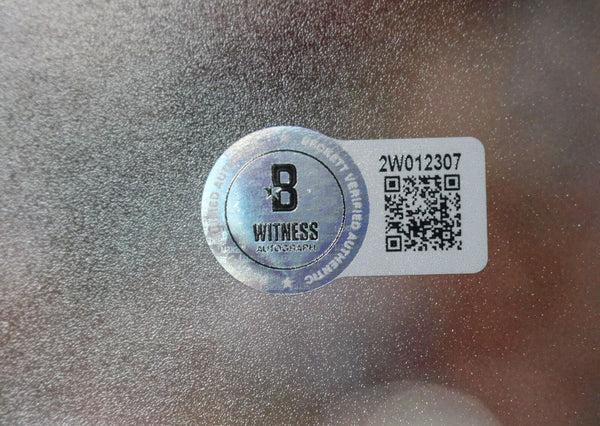 BECKETT VERIFIED AUTHENTIC
B
WITNESS
AUTOGRAPH
2W012307